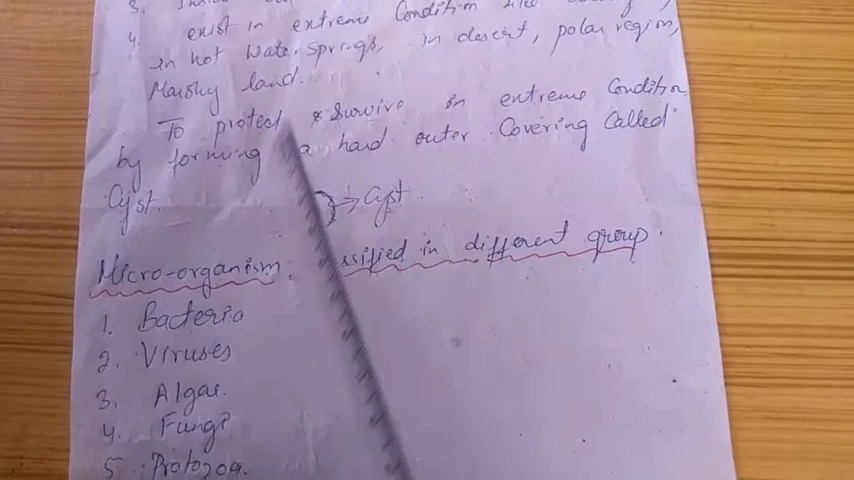 3. Inside
4. exist in extreme Condition like
in hot water springs, in desert, polar region,
Marshy land.
To protect & Survive in extreme Condition
by forming a hard outer Covering Called
Cyst.
→ Cyst
Micro-organism ssified in different group.
1. Bacteria
2. Viruses
3. Algae.
4. Fungi
5. Protozoa.